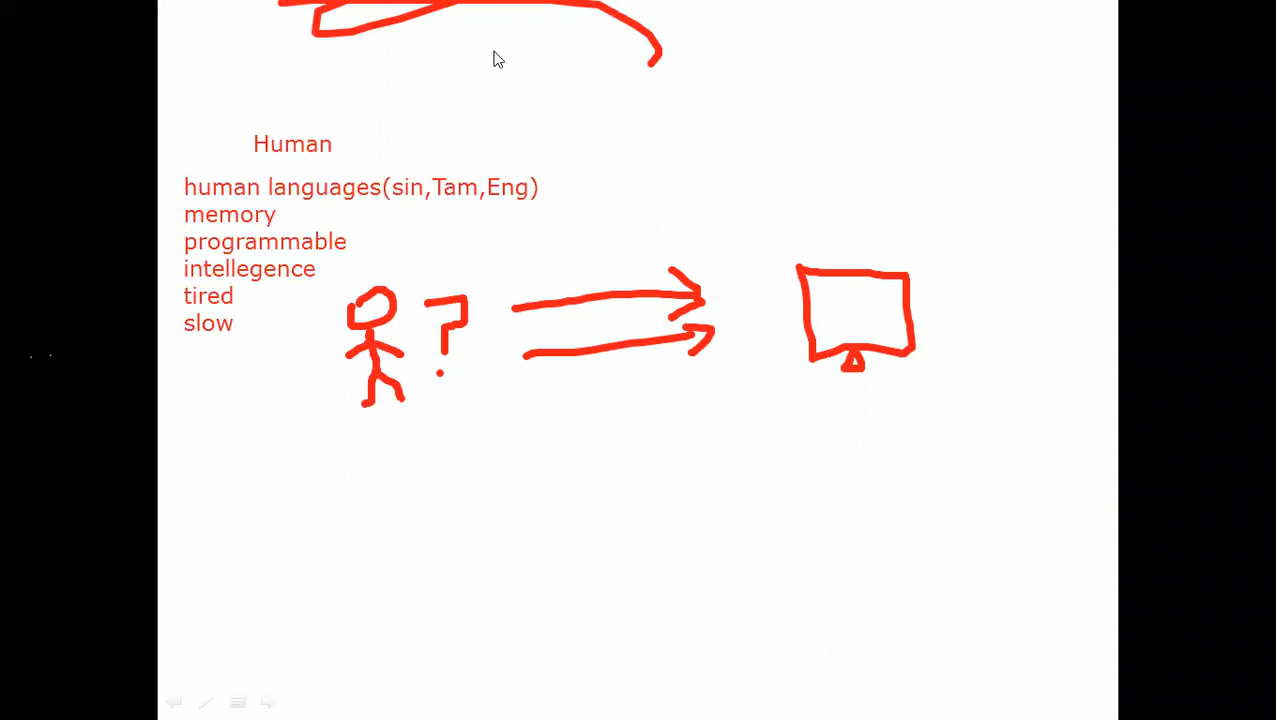 Human
human languages(sin,Tam,Eng)
memory
programmable
intellegence
tired
slow
?